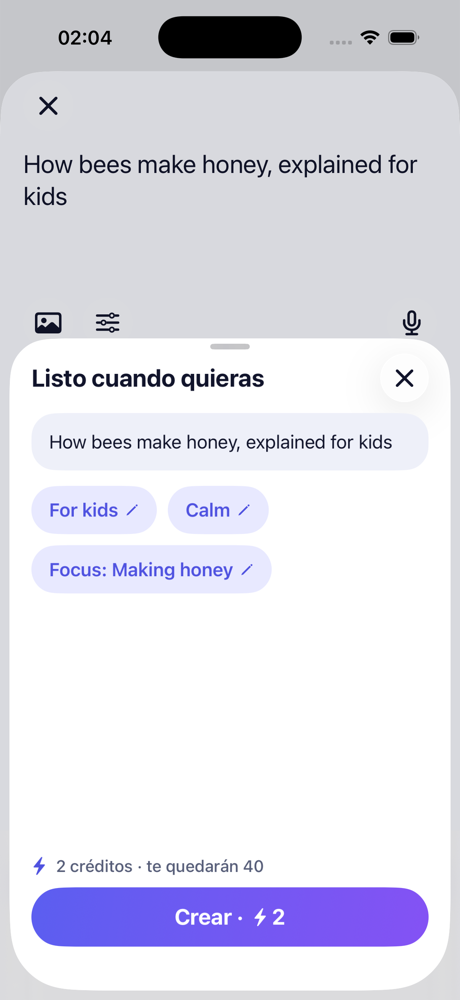 02:04
How bees make honey, explained for
kids
Listo cuando quieras
How bees make honey, explained for kids
For kids
Calm
Focus: Making honey
2 créditos · te quedarán 40
Crear · 2